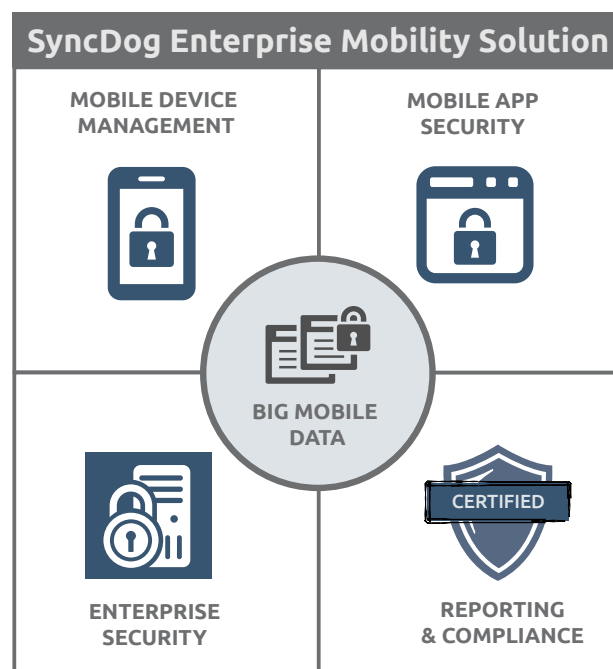 SyncDog Enterprise Mobility Solution
MOBILE DEVICE
MANAGEMENT
MOBILE APP
SECURITY
BIG MOBILE
DATA
ENTERPRISE
SECURITY
CERTIFIED
REPORTING
& COMPLIANCE